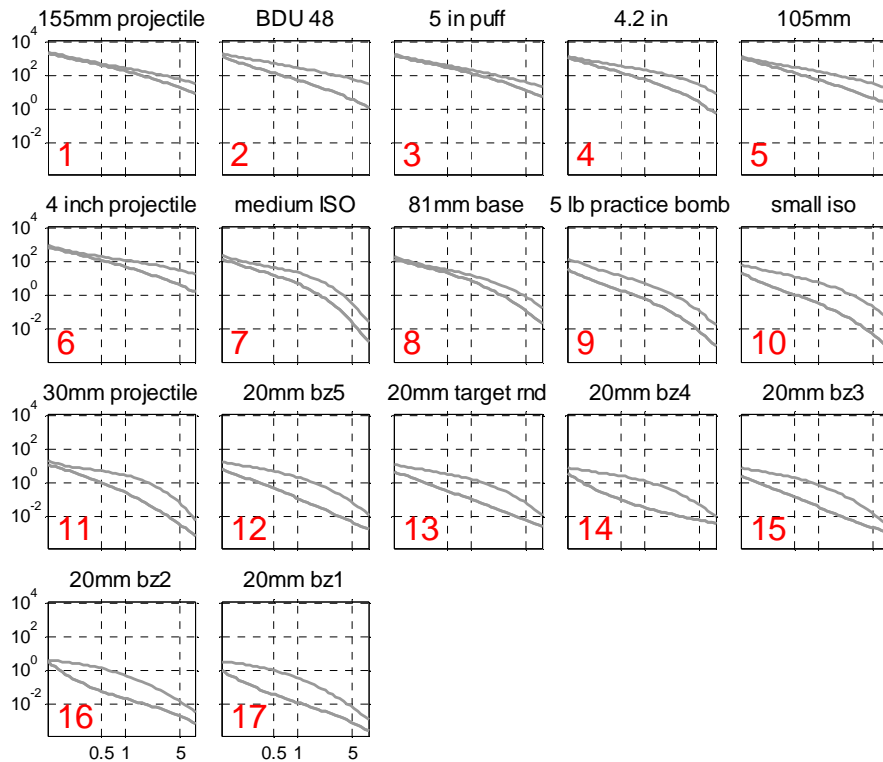 155mm projectile BDU 48 5 in puff 4.2 in 105mm
10^4
10^2
10^0
10^-2
1 2 3 4 5
4 inch projectile medium ISO 81mm base 5 lb practice bomb small iso
10^4
10^2
10^0
10^-2
6 7 8 9 10
30mm projectile 20mm bz5 20mm target rnd 20mm bz4 20mm bz3
10^4
10^2
10^0
10^-2
11 12 13 14 15
20mm bz2 20mm bz1
10^4
10^2
10^0
10^-2
16 17
0.5 1 5 0.5 1 5